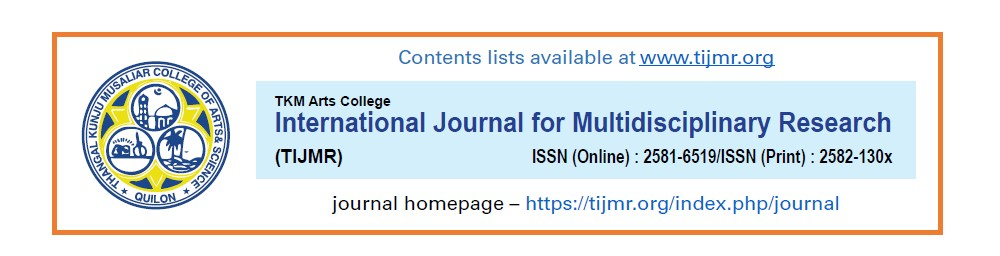 THANGAL KUNJU MUSALIAR COLLEGE OF ARTS& SCIENCE
★ QUILON ★
Contents lists available at www.tijmr.org
TKM Arts College
International Journal for Multidisciplinary Research
(TIJMR) ISSN (Online) : 2581-6519/ISSN (Print) : 2582-130x
journal homepage – https://tijmr.org/index.php/journal